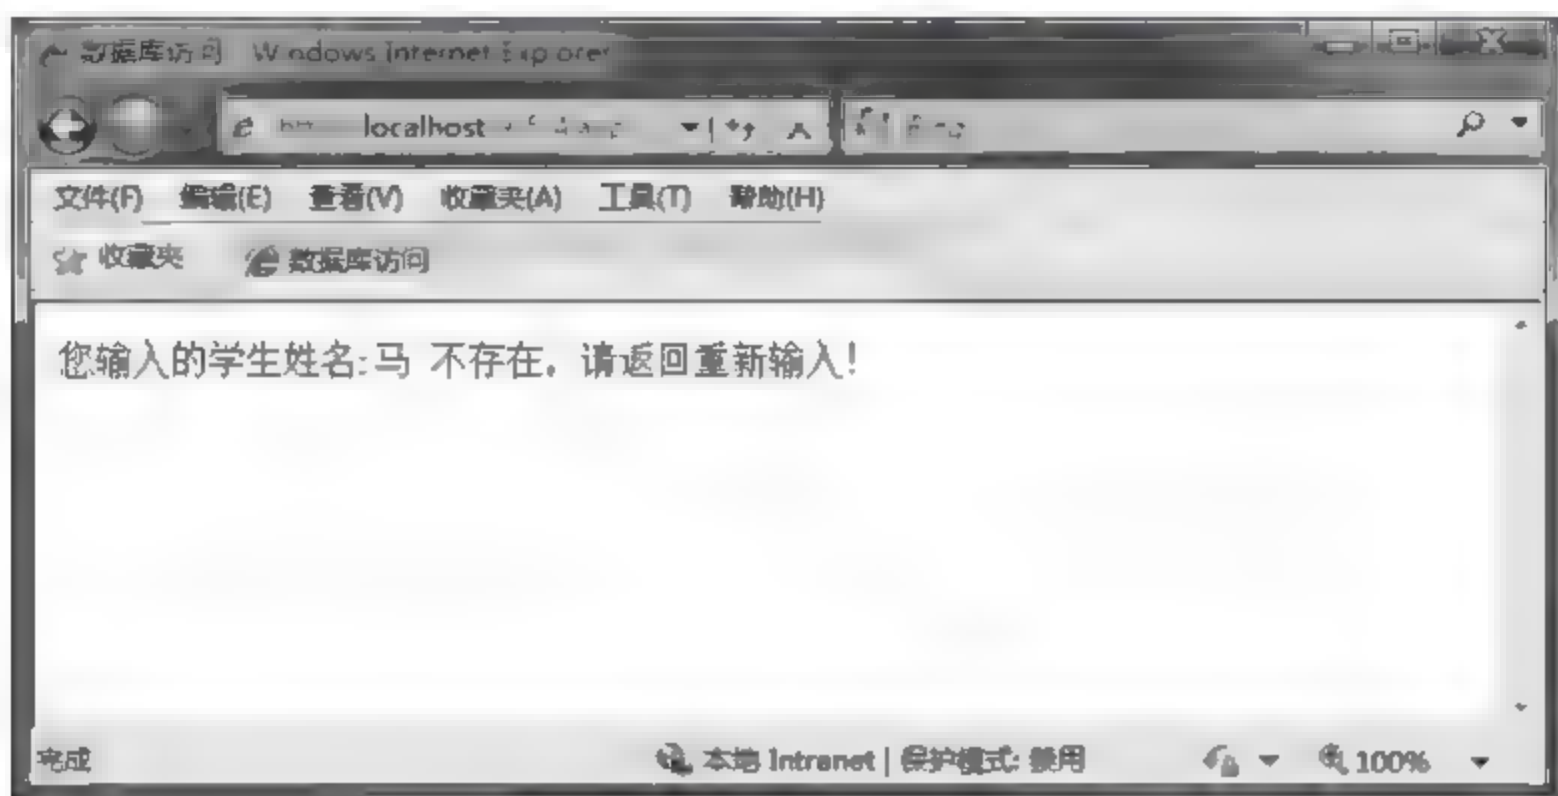 数据库访问 Windows Internet Explorer
localhost
文件(F) 编辑(E) 查看(V) 收藏夹(A) 工具(T) 帮助(H)
收藏夹 数据库访问
您输入的学生姓名:马 不存在。请返回重新输入!
完成 本地 Intranet | 保护模式: 禁用 100%